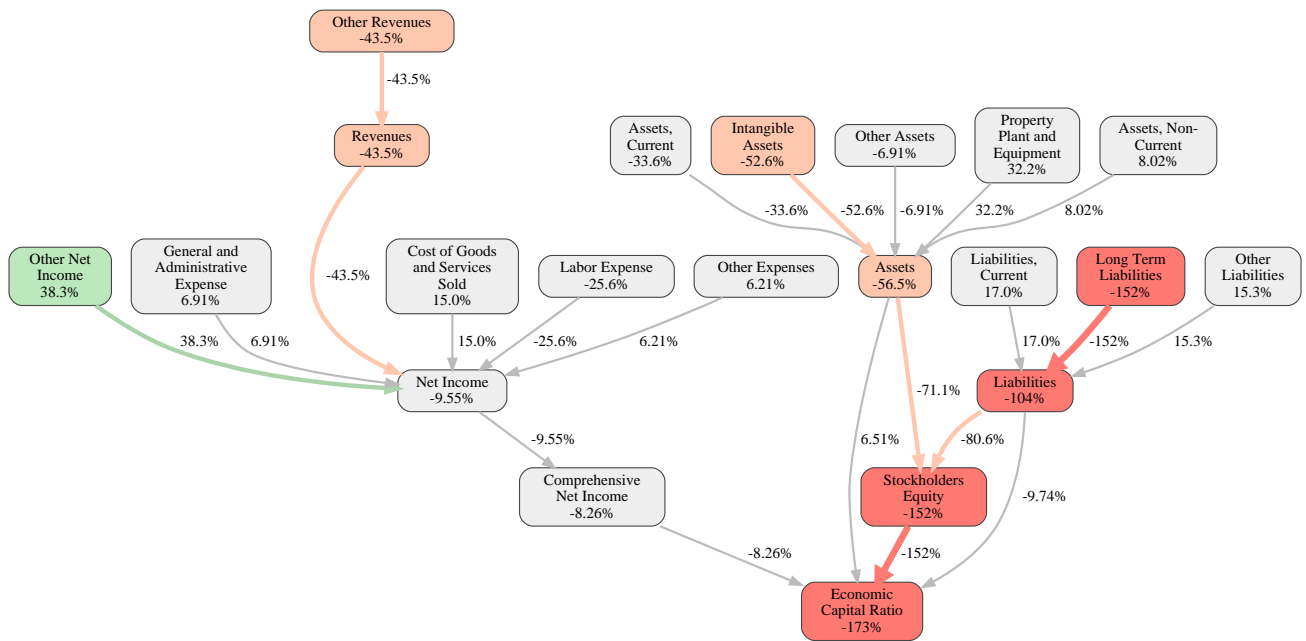 Other Revenues
-43.5%
-43.5%
Revenues
-43.5%
Assets,
Current
-33.6%
Intangible
Assets
-52.6%
Other Assets
-6.91%
Property
Plant and
Equipment
32.2%
Assets, Non-
Current
8.02%
-33.6%
-52.6%
-6.91%
32.2%
8.02%
Other Net
Income
38.3%
General and
Administrative
Expense
6.91%
-43.5%
Cost of Goods
and Services
Sold
15.0%
Labor Expense
-25.6%
Other Expenses
6.21%
Assets
-56.5%
Liabilities,
Current
17.0%
Long Term
Liabilities
-152%
Other
Liabilities
15.3%
38.3%
6.91%
15.0%
-25.6%
6.21%
17.0%
-152%
15.3%
Net Income
-9.55%
-71.1%
Liabilities
-104%
-9.55%
6.51%
-80.6%
Comprehensive
Net Income
-8.26%
Stockholders
Equity
-152%
-9.74%
-8.26%
-152%
Economic
Capital Ratio
-173%